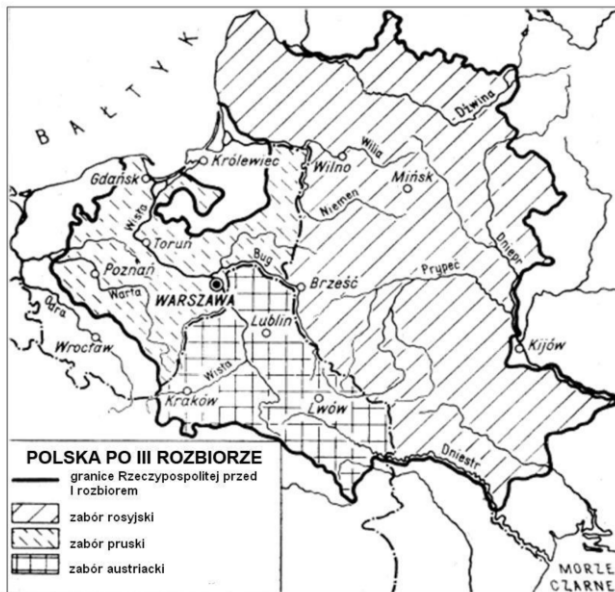 BAŁTYK
Dźwina
Królewiec
Wilno
Wilia
Mińsk
Gdańsk
Wisła
Niemen
Dniepr
Toruń
Bug
Prypeć
Poznań
Brześć
Warta
WARSZAWA
Odra
Lublin
Kijów
Wrocław
Wisła
Kraków
Lwów
Dniestr
POLSKA PO III ROZBIORZE
granice Rzeczypospolitej przed
I rozbiorem
zabór rosyjski
zabór pruski
zabór austriacki
MORZE
CZARNE